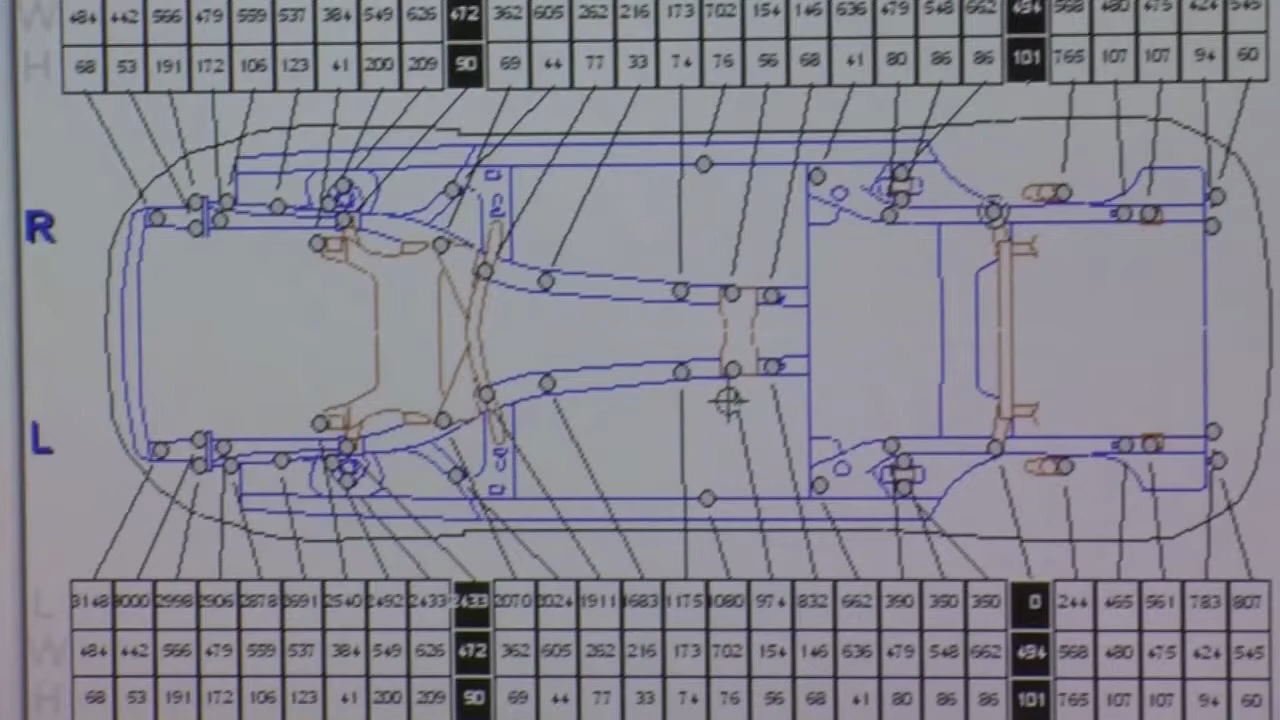 W 484 442 566 479 559 537 384 549 626 472 362 605 262 216 173 702 154 146 636 479 548 662 494 568 480 475 424 545
H 68 53 191 172 106 123 41 200 209 90 69 44 77 33 74 76 56 68 41 80 86 86 101 765 107 107 94 60
R
L
L 3148 3000 2998 2906 2878 2691 2540 2492 2433 2433 2070 2024 1911 1683 1175 1080 974 832 662 390 350 350 0 244 465 561 783 807
W 484 442 566 479 559 537 384 549 626 472 362 605 262 216 173 702 154 146 636 479 548 662 494 568 480 475 424 545
H 68 53 191 172 106 123 41 200 209 90 69 44 77 33 74 76 56 68 41 80 86 86 101 765 107 107 94 60